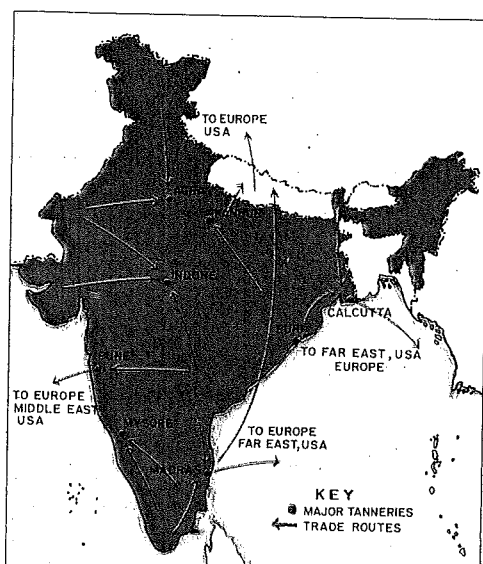 TO EUROPE
USA
INDORE
CALCUTTA
TO FAR EAST, USA
EUROPE
TO EUROPE
MIDDLE EAST
USA
MYSORE
TO EUROPE
FAR EAST, USA
MADRAS
KEY
MAJOR TANNERIES
TRADE ROUTES